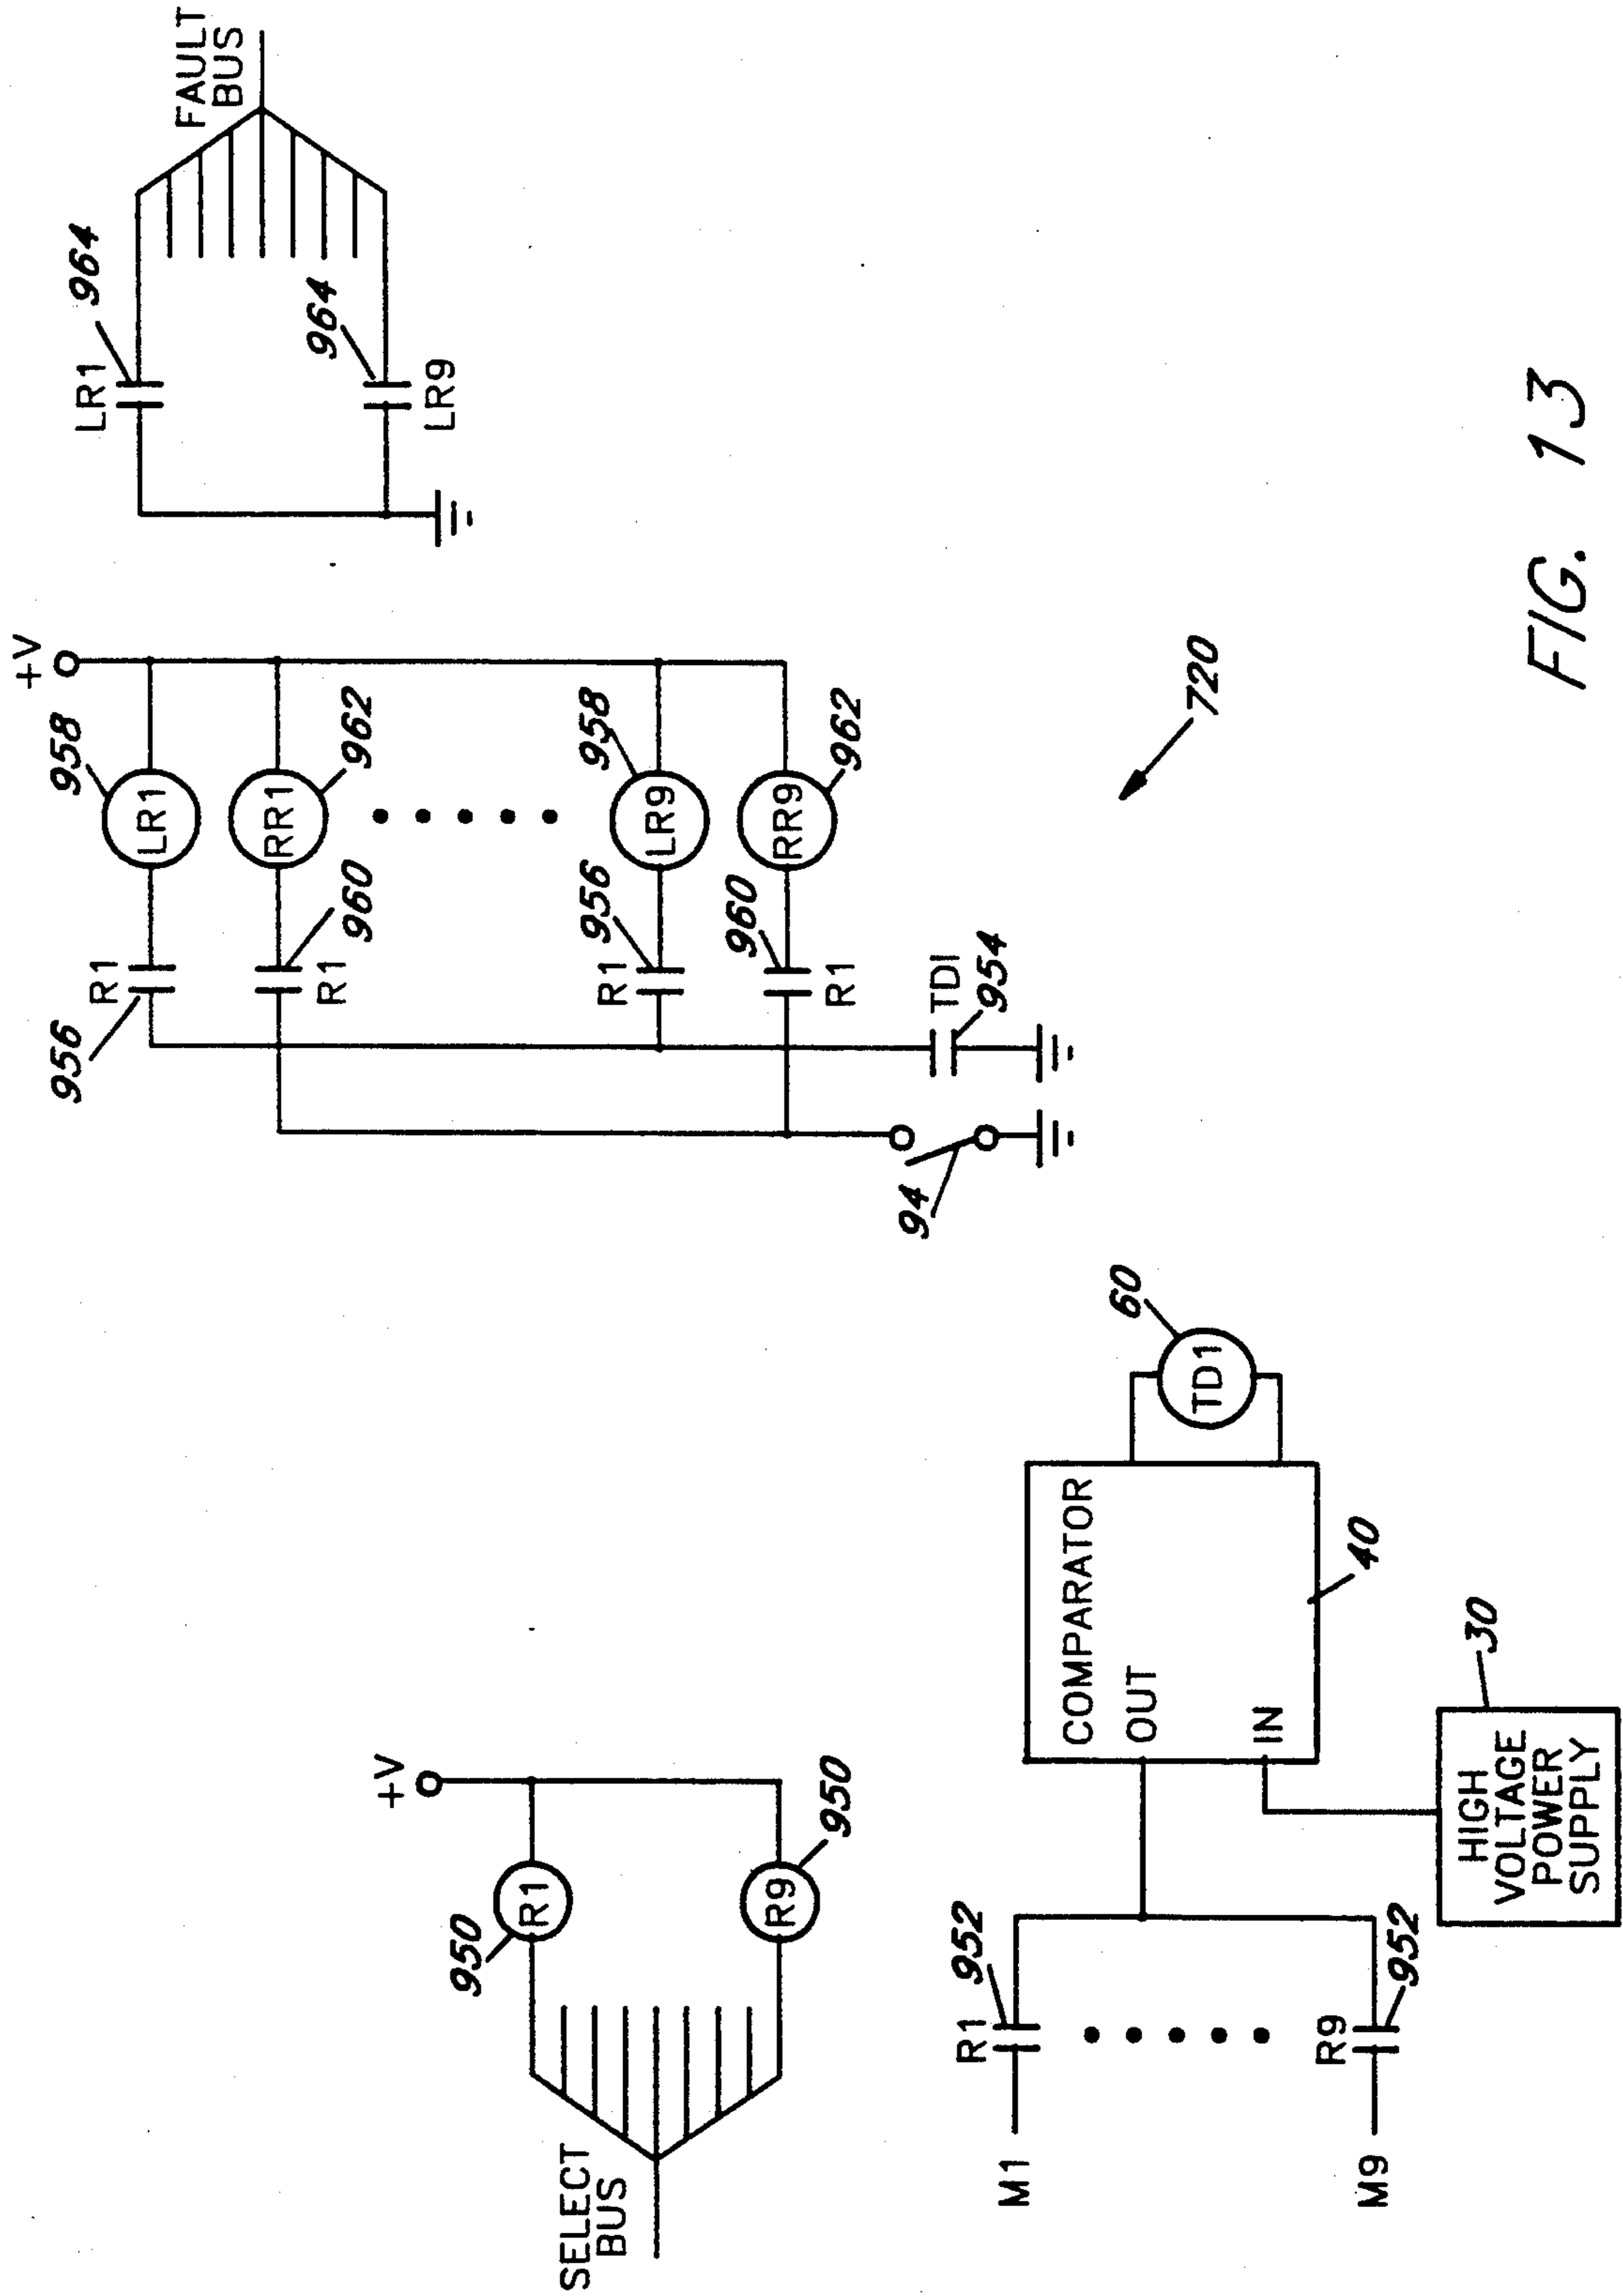 SELECT
BUS
950
R1
+V
R9
950
M1
R1
952
M9
R9
952
COMPARATOR
OUT
IN
40
TD1
60
HIGH
VOLTAGE
POWER
SUPPLY
30
+V
958
LR1
956
R1
RR1
962
960
R1
958
LR9
956
R1
RR9
962
960
R1
TDI
954
94
720
FAULT
BUS
LR1
964
964
LR9
FIG. 13